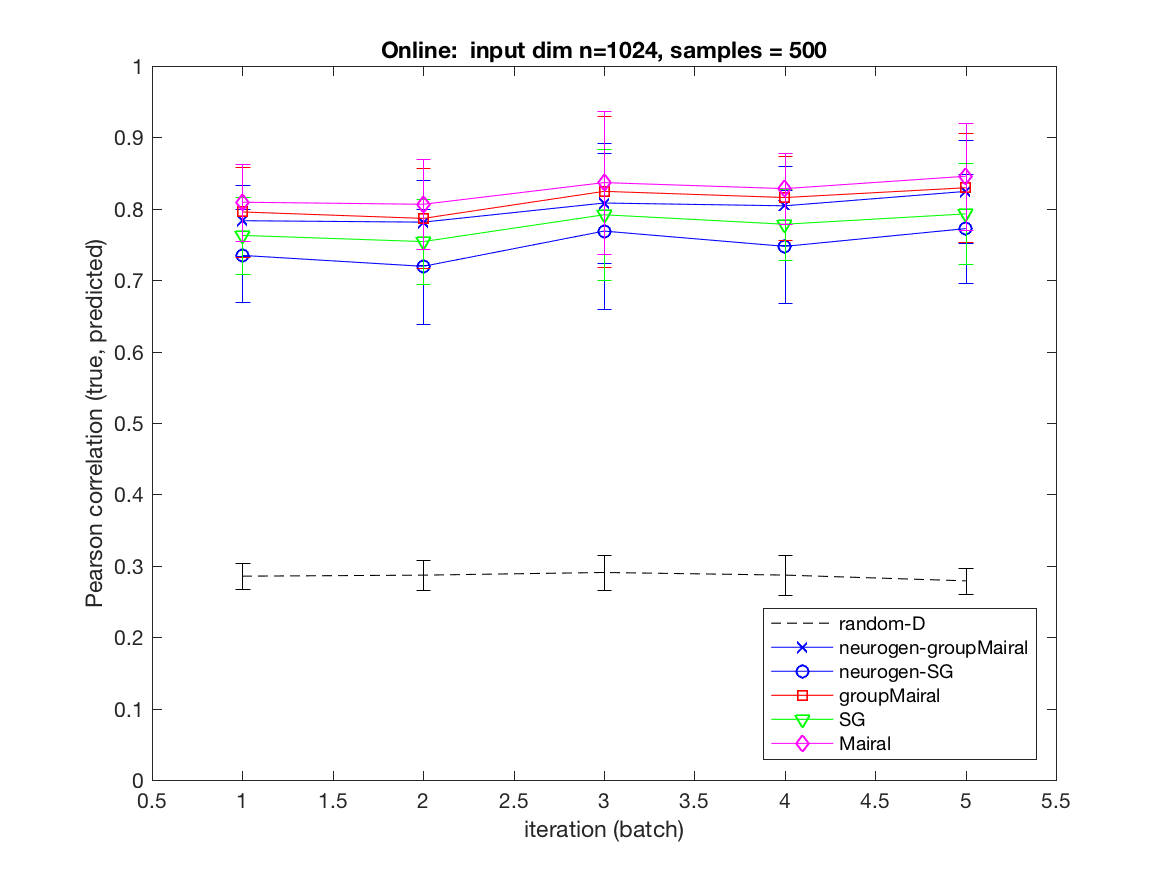 Online:  input dim n=1024, samples = 500
Pearson correlation (true, predicted)
1
0.9
0.8
0.7
0.6
0.5
0.4
0.3
0.2
0.1
0
random-D
neurogen-groupMairal
neurogen-SG
groupMairal
SG
Mairal
0.5 1 1.5 2 2.5 3 3.5 4 4.5 5 5.5
iteration (batch)